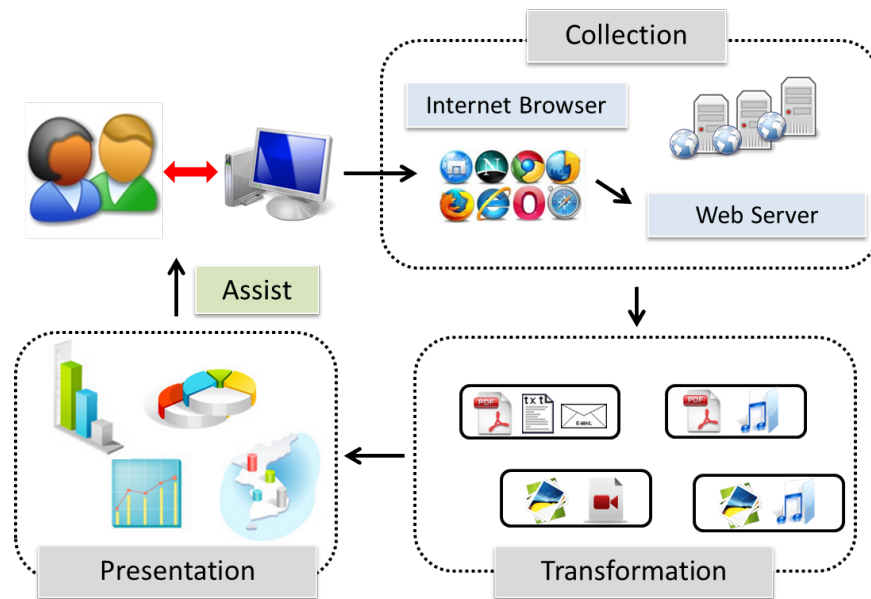 Collection
Internet Browser
N
Web Server
Assist
PDF
txt
E-MAIL
PDF
Presentation
Transformation